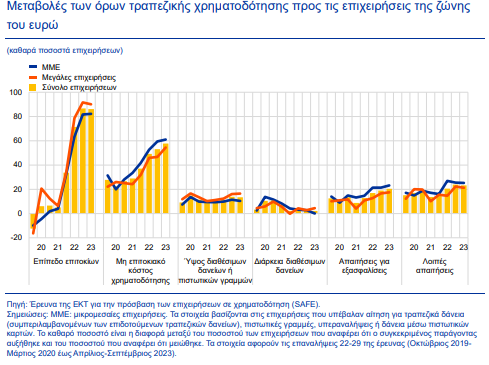 Μεταβολές των όρων τραπεζικής χρηματοδότησης προς τις επιχειρήσεις της ζώνης
του ευρώ
(καθαρά ποσοστά επιχειρήσεων)
ΜΜΕ
Μεγάλες επιχειρήσεις
Σύνολο επιχειρήσεων
100
80
60
40
20
0
-20
20 21 22 23 20 21 22 23 20 21 22 23 20 21 22 23 20 21 22 23 20 21 22 23
Επίπεδο επιτοκίων Μη επιτοκιακό Ύψος διαθέσιμων Διάρκεια διαθέσιμων Απαιτήσεις για Λοιπές
κόστος δανείων ή δανείων εξασφαλίσεις απαιτήσεις
χρηματοδότησης πιστωτικών γραμμών
Πηγή: Έρευνα της ΕΚΤ για την πρόσβαση των επιχειρήσεων σε χρηματοδότηση (SAFE).
Σημειώσεις: ΜΜΕ: μικρομεσαίες επιχειρήσεις. Τα στοιχεία βασίζονται στις επιχειρήσεις που υπέβαλαν αίτηση για τραπεζικά δάνεια
(συμπεριλαμβανομένων των επιδοτούμενων τραπεζικών δανείων), πιστωτικές γραμμές, υπεραναλήψεις ή δάνεια μέσω πιστωτικών
καρτών. Το καθαρό ποσοστό είναι η διαφορά μεταξύ του ποσοστού των επιχειρήσεων που αναφέρει ότι ο συγκεκριμένος παράγοντας
αυξήθηκε και του ποσοστού που αναφέρει ότι μειώθηκε. Τα στοιχεία αφορούν τις επαναλήψεις 22-29 της έρευνας (Οκτώβριος 2019-
Μάρτιος 2020 έως Απρίλιος-Σεπτέμβριος 2023).